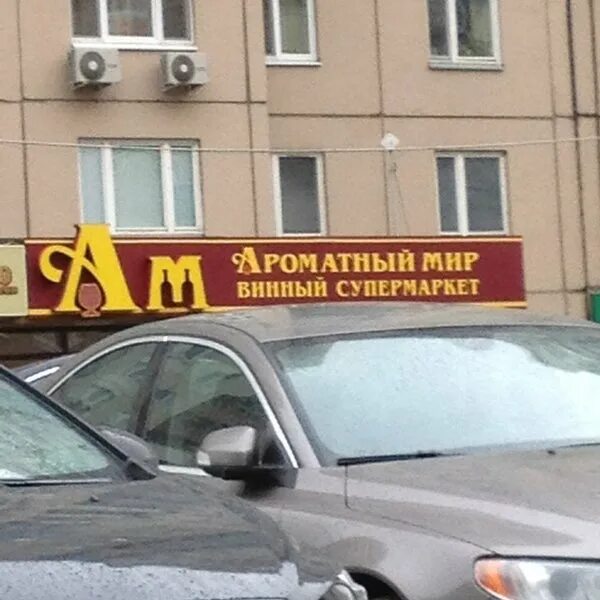 Ам
Ароматный мир
винный супермаркет